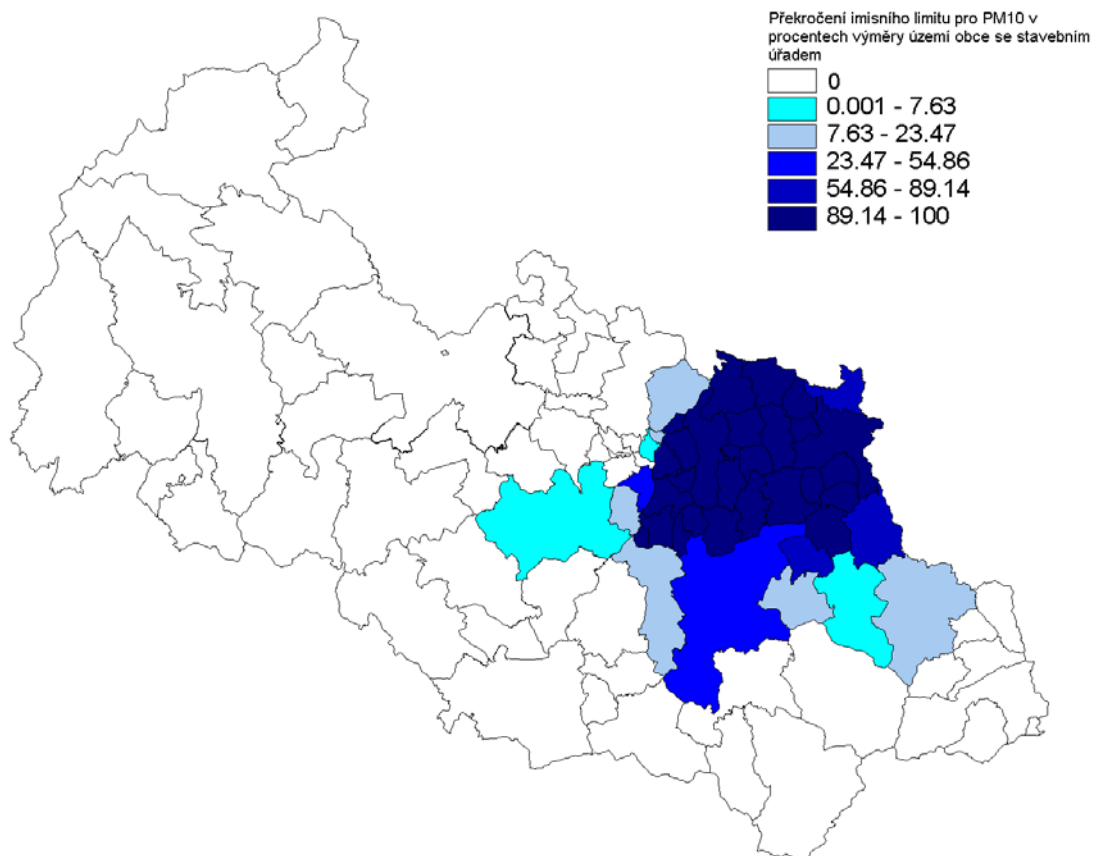 Překročení imisního limitu pro PM10 v
procentech výměry území obce se stavebním
úřadem
0
0.001 - 7.63
7.63 - 23.47
23.47 - 54.86
54.86 - 89.14
89.14 - 100